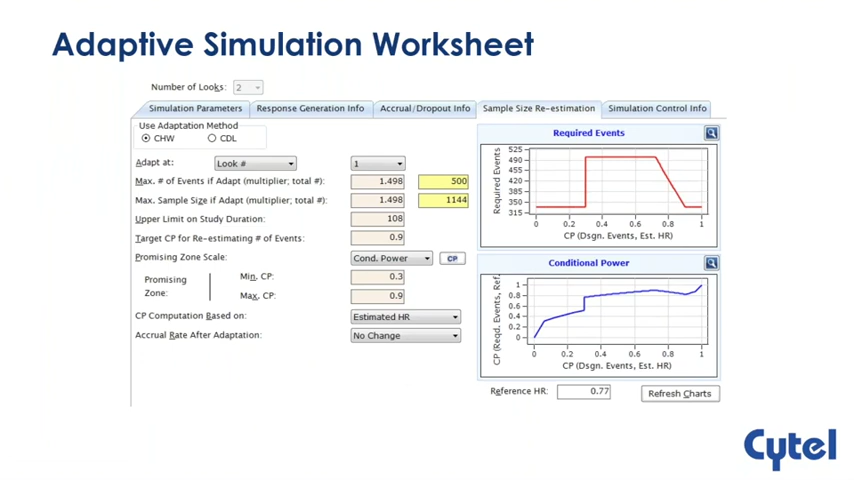 Adaptive Simulation Worksheet
Number of Looks: 2
Simulation Parameters Response Generation Info Accrual/Dropout Info Sample Size Re-estimation Simulation Control Info
Use Adaptation Method
CHW CDL
Adapt at: Look # 1
Max. # of Events if Adapt (multiplier; total #): 1.498 500
Max. Sample Size if Adapt (multiplier; total #): 1.498 1144
Upper Limit on Study Duration: 108
Target CP for Re-estimating # of Events: 0.9
Promising Zone Scale: Cond. Power CP
Promising Zone:
Min. CP: 0.3
Max. CP: 0.9
CP Computation Based on: Estimated HR
Accrual Rate After Adaptation: No Change
Required Events
Required Events
525
490
455
420
385
350
315
0 0.2 0.4 0.6 0.8 1
CP (Dsgn. Events, Est. HR)
Conditional Power
CP (Reqd. Events, Ref.
1
0.8
0.6
0.4
0.2
0
0 0.2 0.4 0.6 0.8 1
CP (Dsgn. Events, Est. HR)
Reference HR: 0.77 Refresh Charts
Cytel